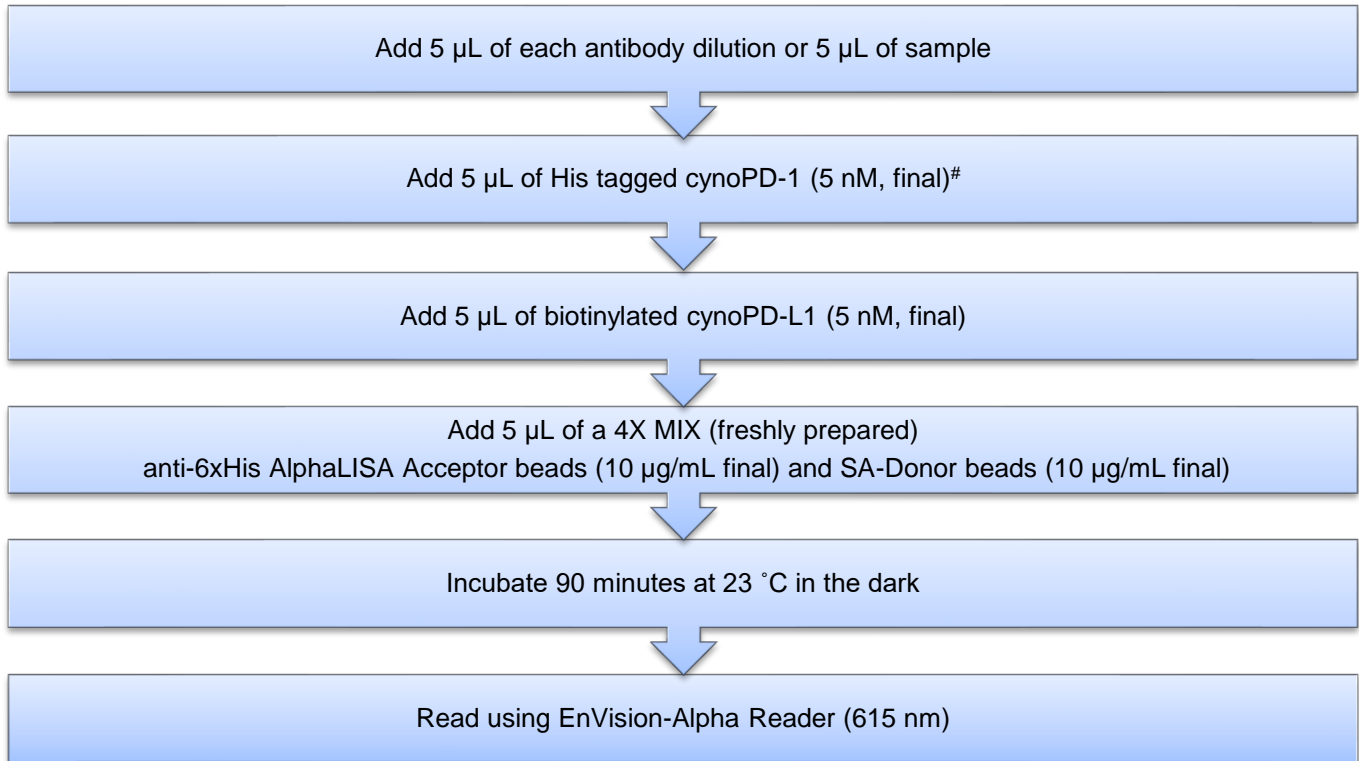 Add 5 µL of each antibody dilution or 5 µL of sample
Add 5 µL of His tagged cynoPD-1 (5 nM, final)#
Add 5 µL of biotinylated cynoPD-L1 (5 nM, final)
Add 5 µL of a 4X MIX (freshly prepared)
anti-6xHis AlphaLISA Acceptor beads (10 µg/mL final) and SA-Donor beads (10 µg/mL final)
Incubate 90 minutes at 23 ˚C in the dark
Read using EnVision-Alpha Reader (615 nm)